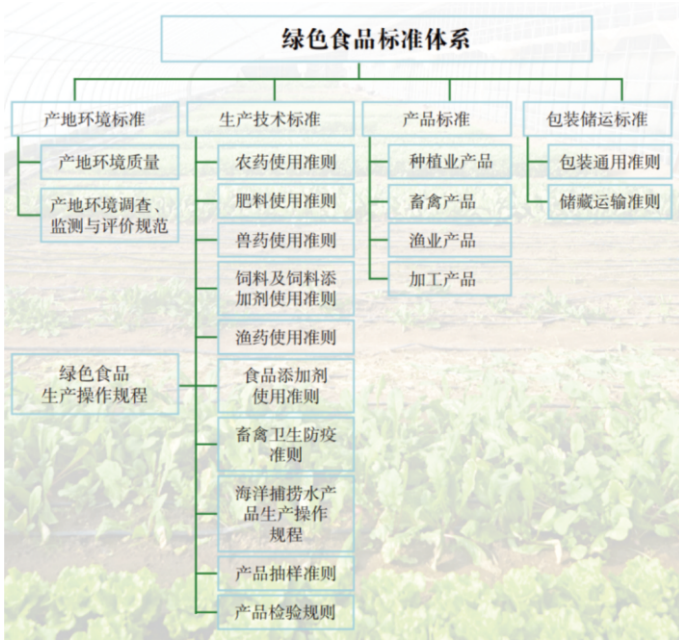 绿色食品标准体系
产地环境标准
产地环境质量
产地环境调查、
监测与评价规范
生产技术标准
农药使用准则
肥料使用准则
兽药使用准则
饲料及饲料添
加剂使用准则
渔药使用准则
绿色食品
生产操作规程
食品添加剂
使用准则
畜禽卫生防疫
准则
海洋捕捞水产
品生产操作
规程
产品抽样准则
产品检验规则
产品标准
种植业产品
畜禽产品
渔业产品
加工产品
包装储运标准
包装通用准则
储藏运输准则